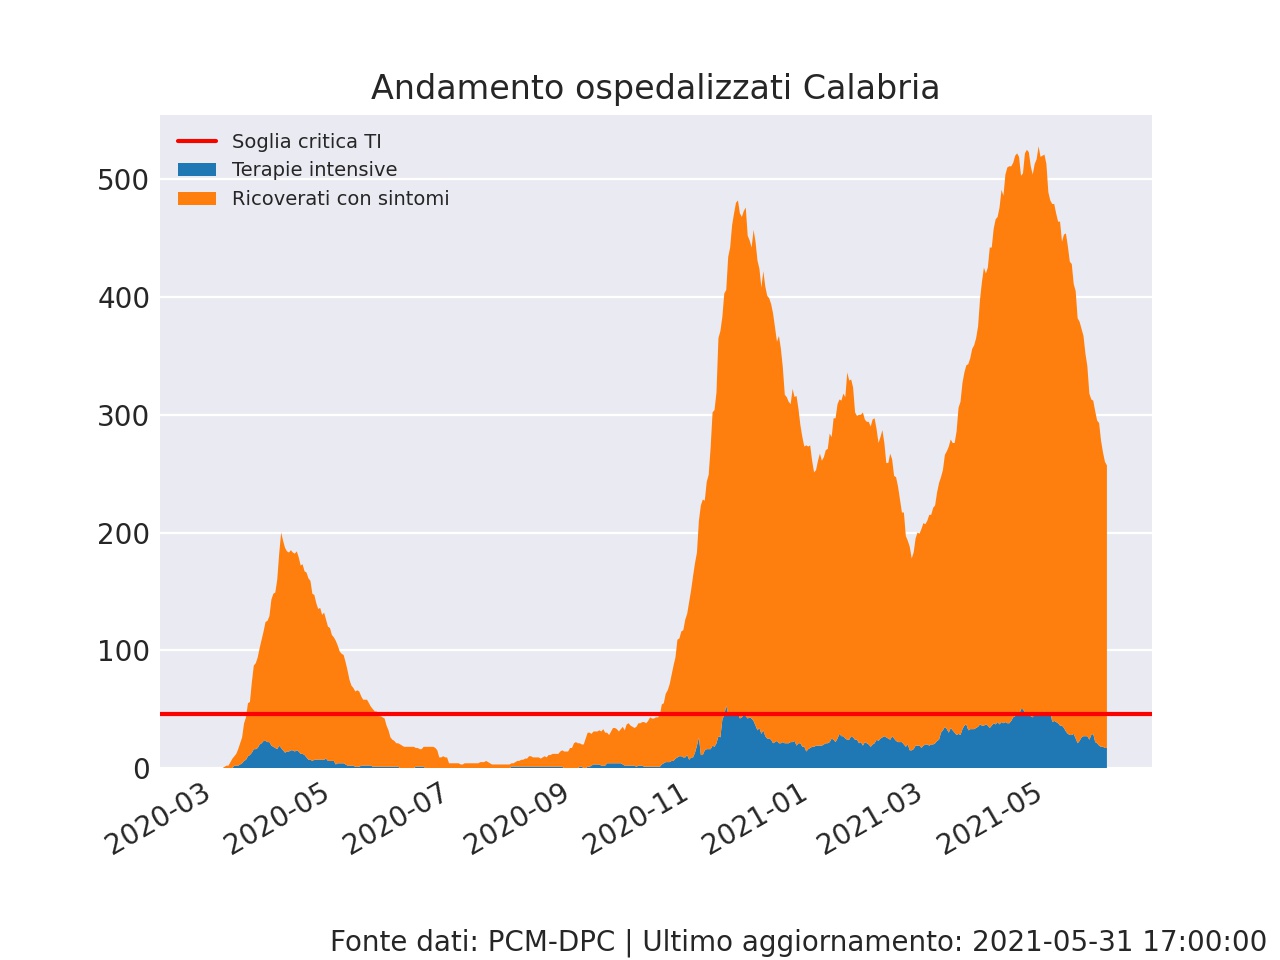 Andamento ospedalizzati Calabria
Soglia critica TI
Terapie intensive
Ricoverati con sintomi
500
400
300
200
100
0
2020-03
2020-05
2020-07
2020-09
2020-11
2021-01
2021-03
2021-05
Fonte dati: PCM-DPC | Ultimo aggiornamento: 2021-05-31 17:00:00